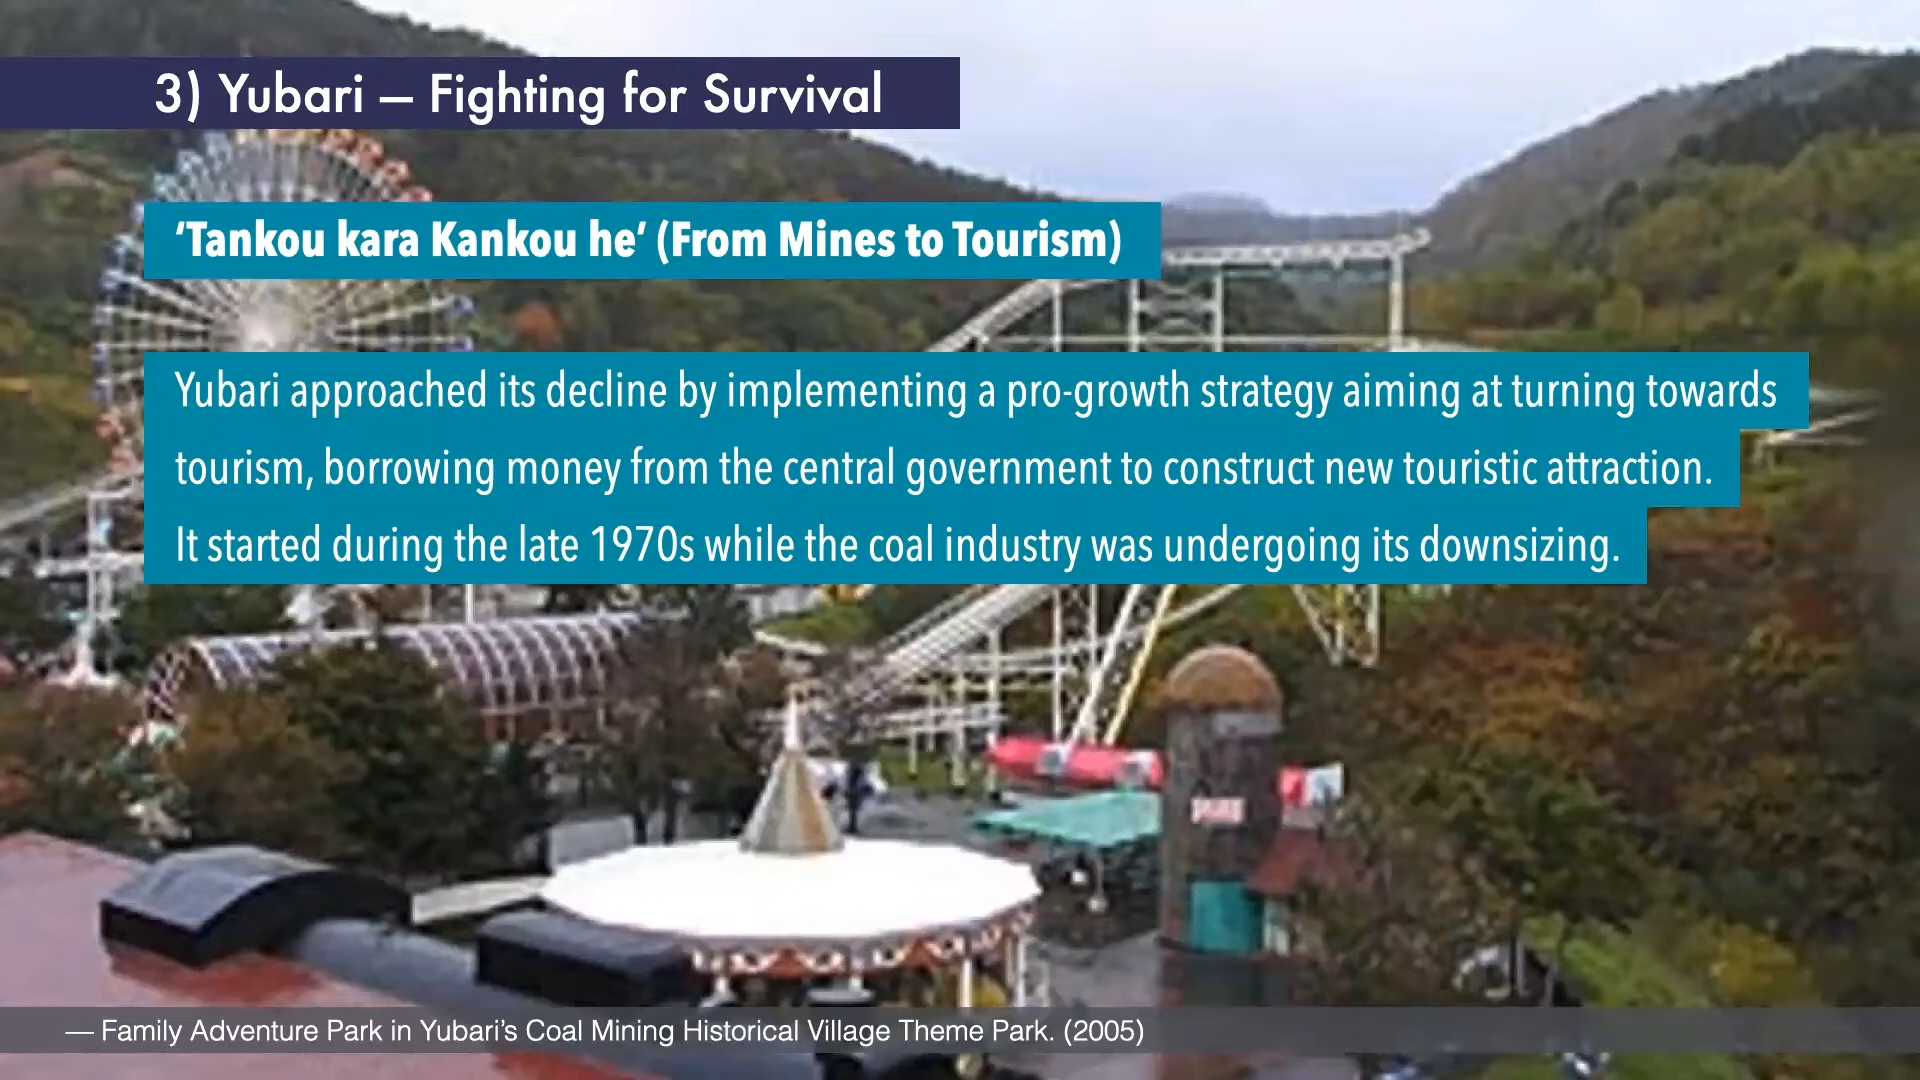 3) Yubari — Fighting for Survival
‘Tankou kara Kankou he’ (From Mines to Tourism)
Yubari approached its decline by implementing a pro-growth strategy aiming at turning towards
tourism, borrowing money from the central government to construct new touristic attraction.
It started during the late 1970s while the coal industry was undergoing its downsizing.
— Family Adventure Park in Yubari’s Coal Mining Historical Village Theme Park. (2005)